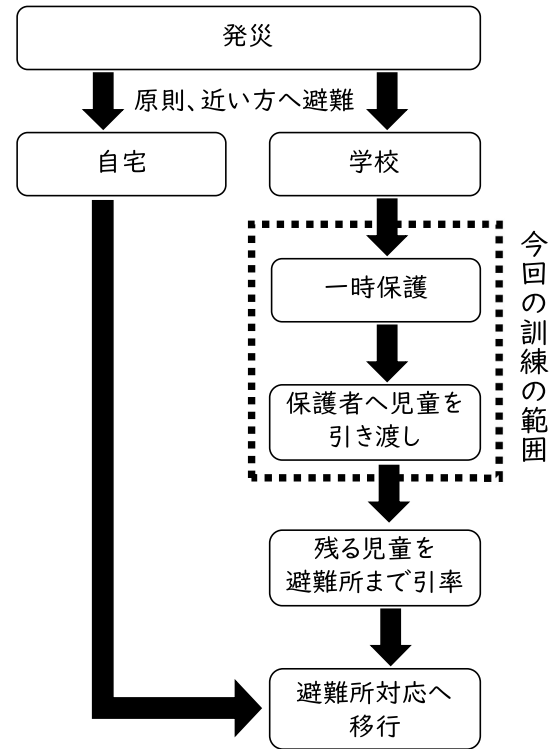 発災
原則、近い方へ避難
自宅
学校
一時保護
保護者へ児童を
引き渡し
今回の訓練の範囲
残る児童を
避難所まで引率
避難所対応へ
移行